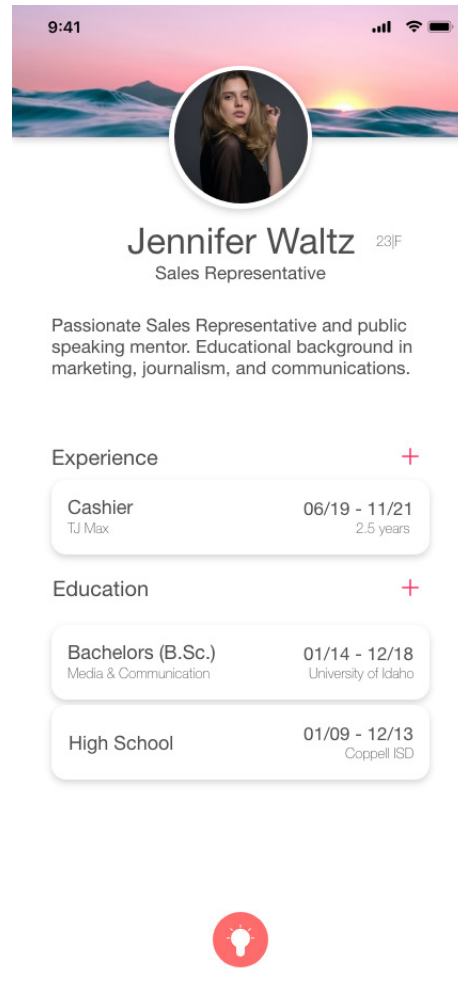 9:41
Jennifer Waltz 23|F
Sales Representative
Passionate Sales Representative and public
speaking mentor. Educational background in
marketing, journalism, and communications.
Experience +
Cashier 06/19 - 11/21
TJ Max 2.5 years
Education +
Bachelors (B.Sc.) 01/14 - 12/18
Media & Communication University of Idaho
High School 01/09 - 12/13
Coppell ISD